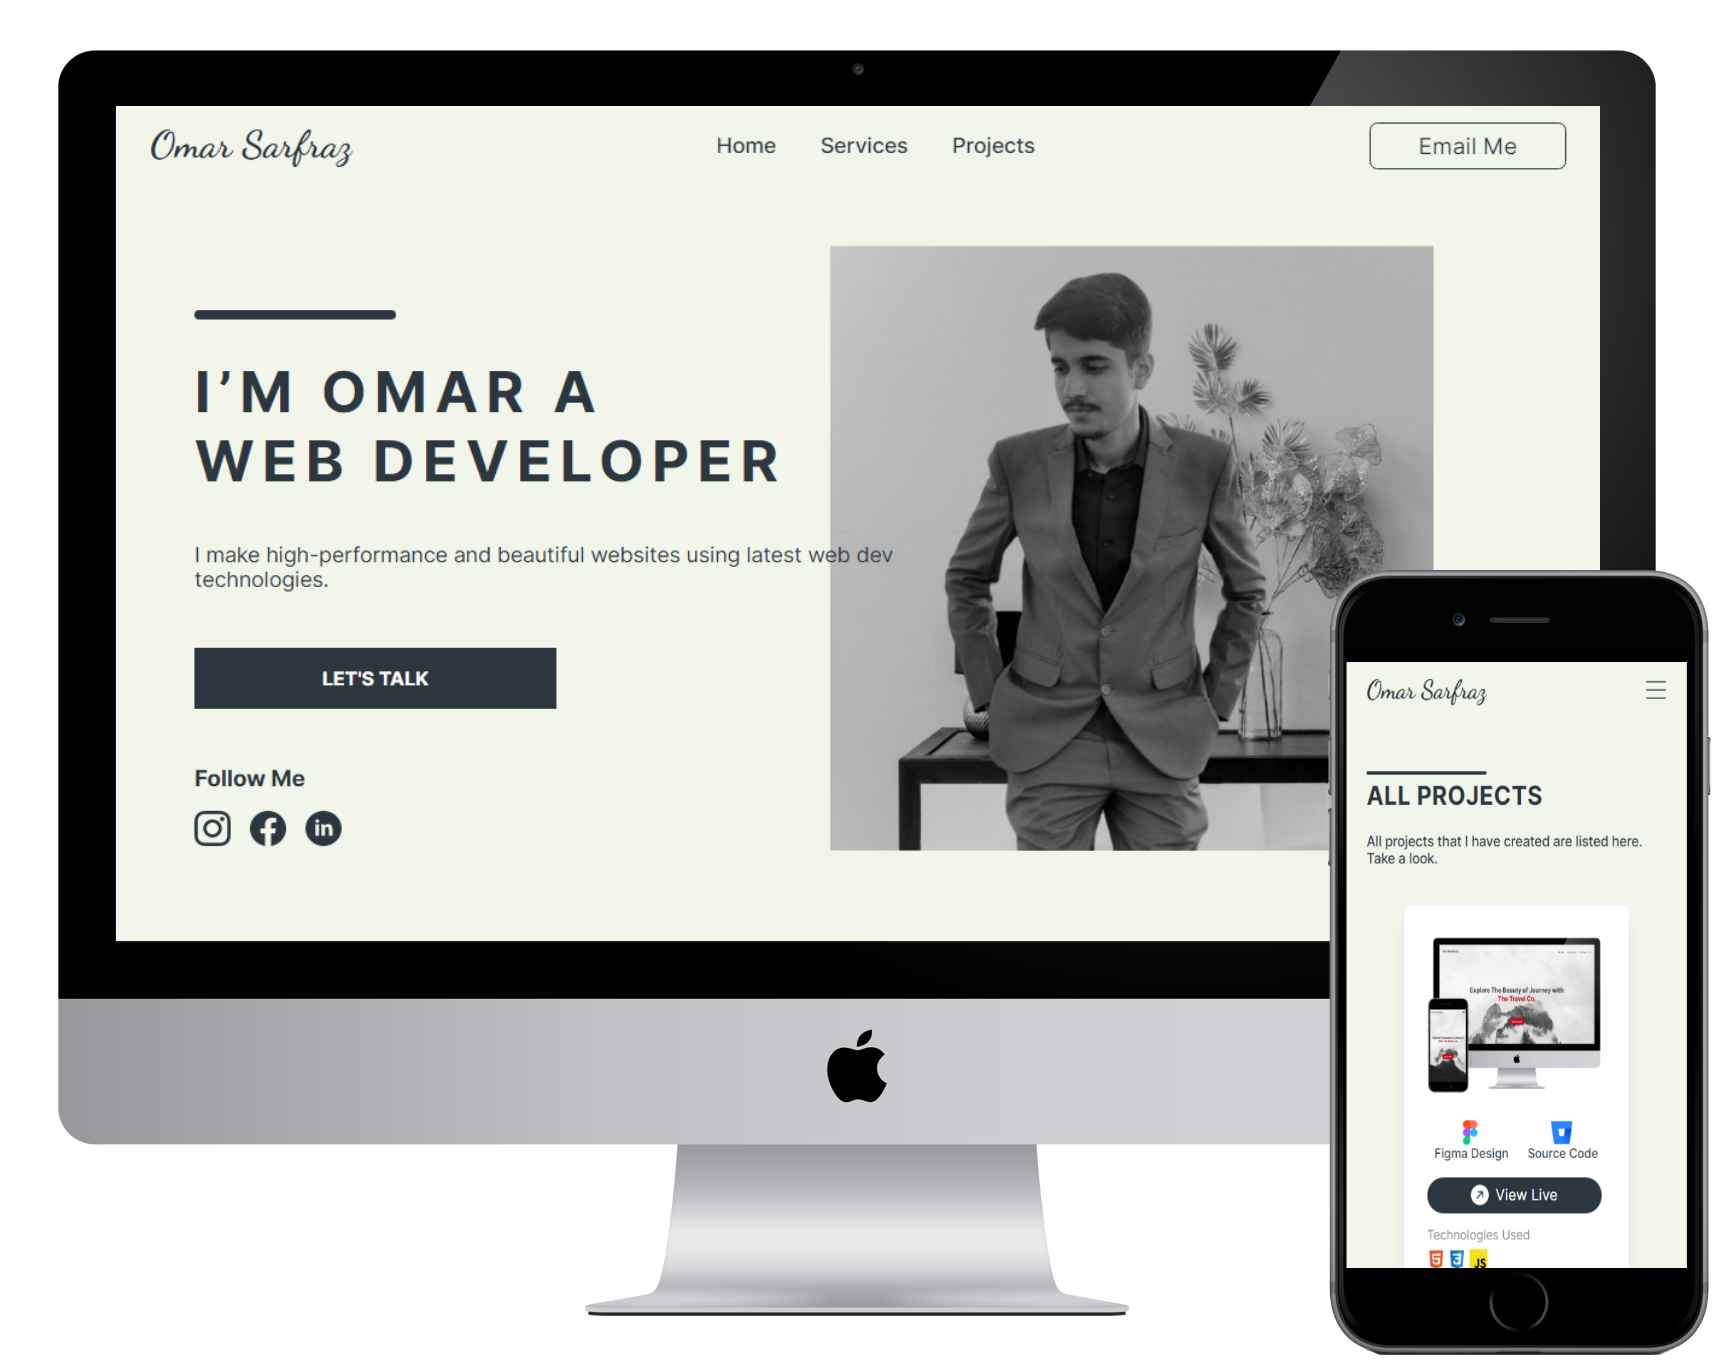 Omar Sarfraz
Home Services Projects
Email Me
I’M OMAR A
WEB DEVELOPER
I make high-performance and beautiful websites using latest web dev
technologies.
LET'S TALK
Follow Me
in
Omar Sarfraz
ALL PROJECTS
All projects that I have created are listed here.
Take a look.
Explore The Beauty of Journey with
The Travel Co.
Figma Design Source Code
View Live
Technologies Used
5 3 JS